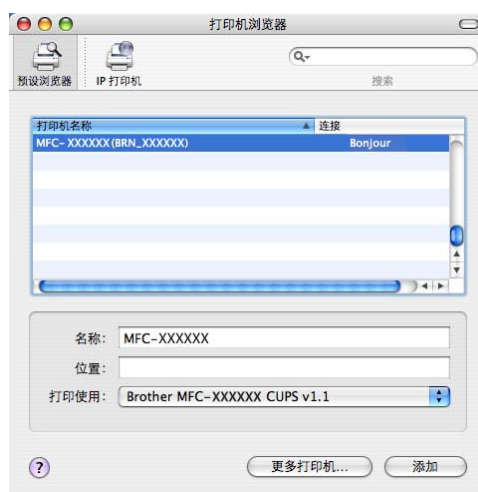 打印机浏览器
预设浏览器 IP 打印机 搜索
打印机名称 连接
MFC-XXXXXX(BRN_XXXXXX) Bonjour
名称: MFC-XXXXXX
位置:
打印使用: Brother MFC-XXXXXX CUPS v1.1
? 更多打印机... 添加